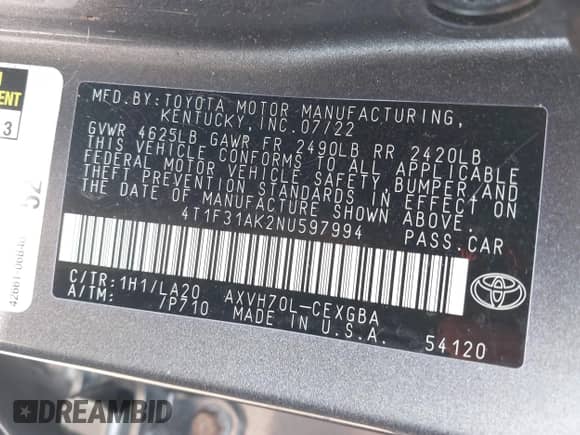 MFD.BY:TOYOTA MOTOR MANUFACTURING,
KENTUCKY,INC.07/22
GVWR 4625LB GAWR FR 2490LB RR 2420LB
THIS VEHICLE CONFORMS TO ALL APPLICABLE
FEDERAL MOTOR VEHICLE SAFETY,BUMPER,AND
THEFT PREVENTION STANDARDS IN EFFECT ON
THE DATE OF MANUFACTURE SHOWN ABOVE.
4T1F31AK2NU597994 PASS.CAR
C/TR:1H1/LA20 AXVH70L-CEXGBA
A/TM: 7P710 MADE IN U.S.A. 54120
3
52
DREAMBID